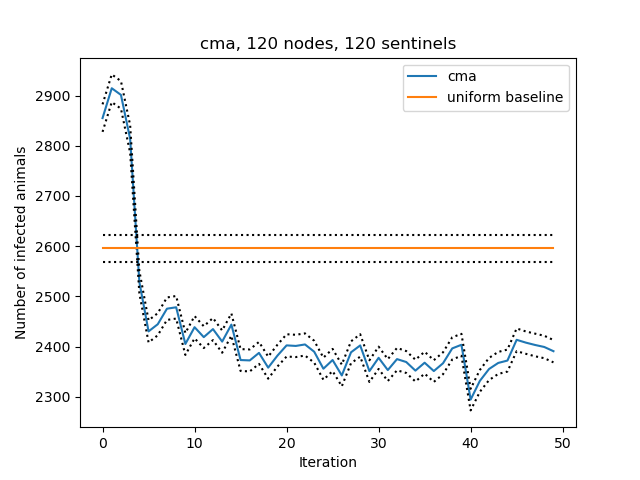 cma, 120 nodes, 120 sentinels
cma
uniform baseline
Number of infected animals
2900
2800
2700
2600
2500
2400
2300
0 10 20 30 40 50
Iteration